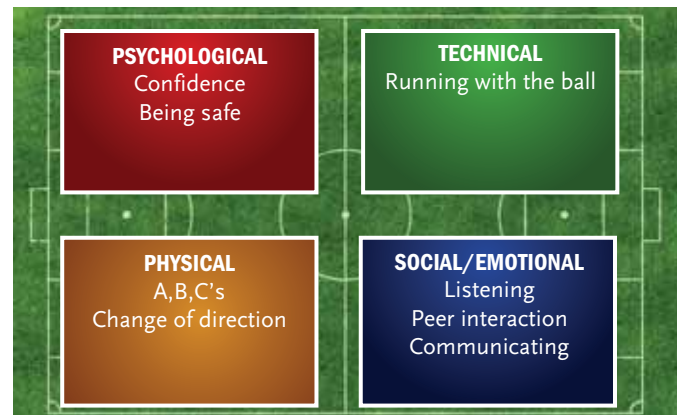 PSYCHOLOGICAL
Confidence
Being safe
TECHNICAL
Running with the ball
PHYSICAL
A,B,C's
Change of direction
SOCIAL/EMOTIONAL
Listening
Peer interaction
Communicating